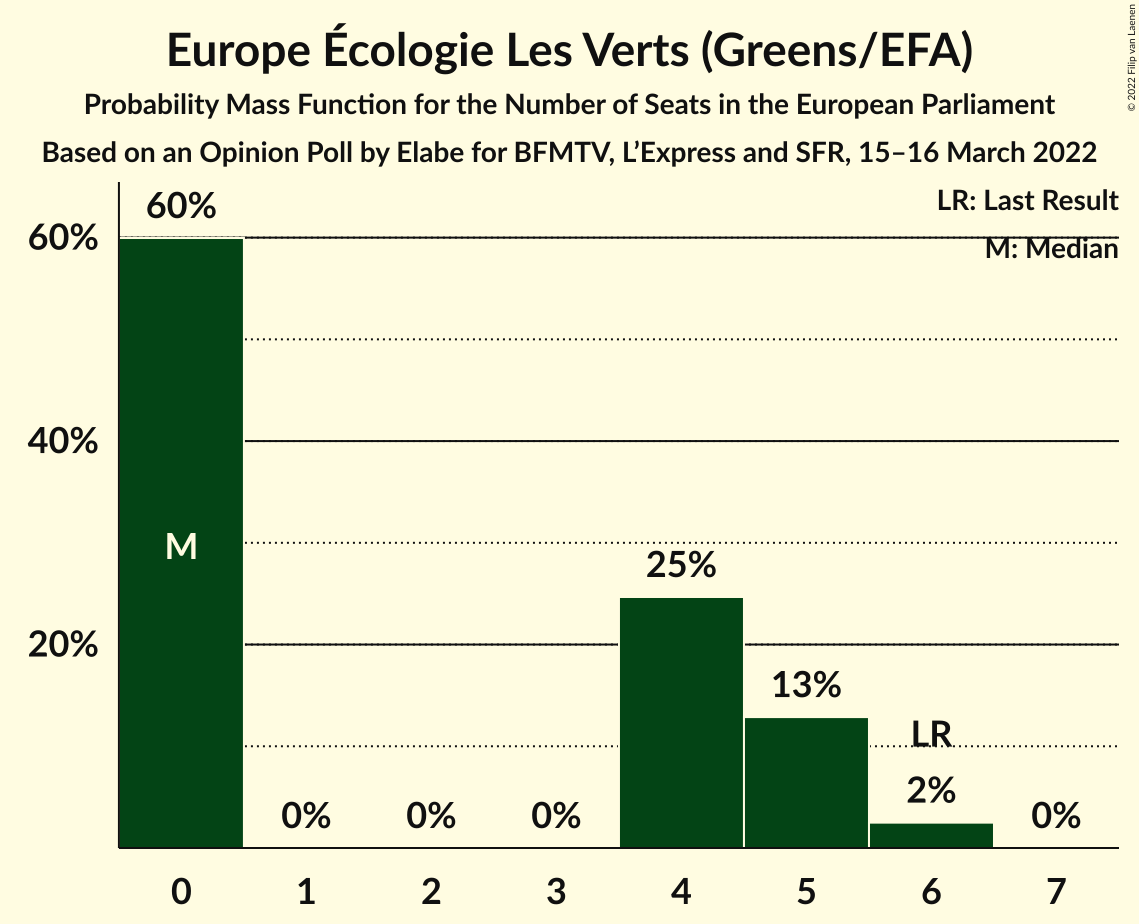 Europe Écologie Les Verts (Greens/EFA)
Probability Mass Function for the Number of Seats in the European Parliament
Based on an Opinion Poll by Elabe for BFMTV, L’Express and SFR, 15–16 March 2022
© 2022 Filip van Laenen
LR: Last Result
M: Median
60%
60%
40%
20%
M
0%
0%
0%
25%
13%
LR
2%
0%
0 1 2 3 4 5 6 7